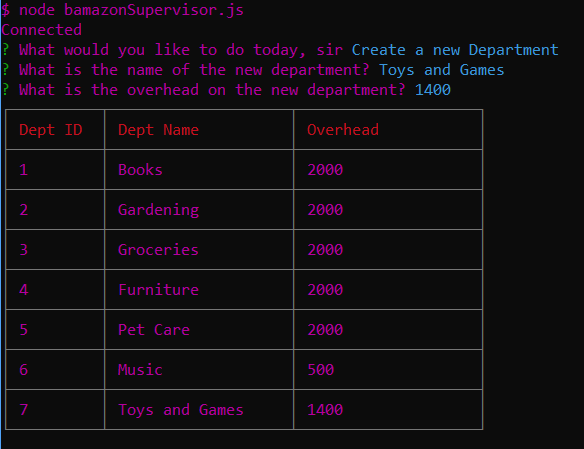 $ node bamazonSupervisor.js
Connected
? What would you like to do today, sir Create a new Department
? What is the name of the new department? Toys and Games
? What is the overhead on the new department? 1400
Dept ID Dept Name Overhead
1 Books 2000
2 Gardening 2000
3 Groceries 2000
4 Furniture 2000
5 Pet Care 2000
6 Music 500
7 Toys and Games 1400